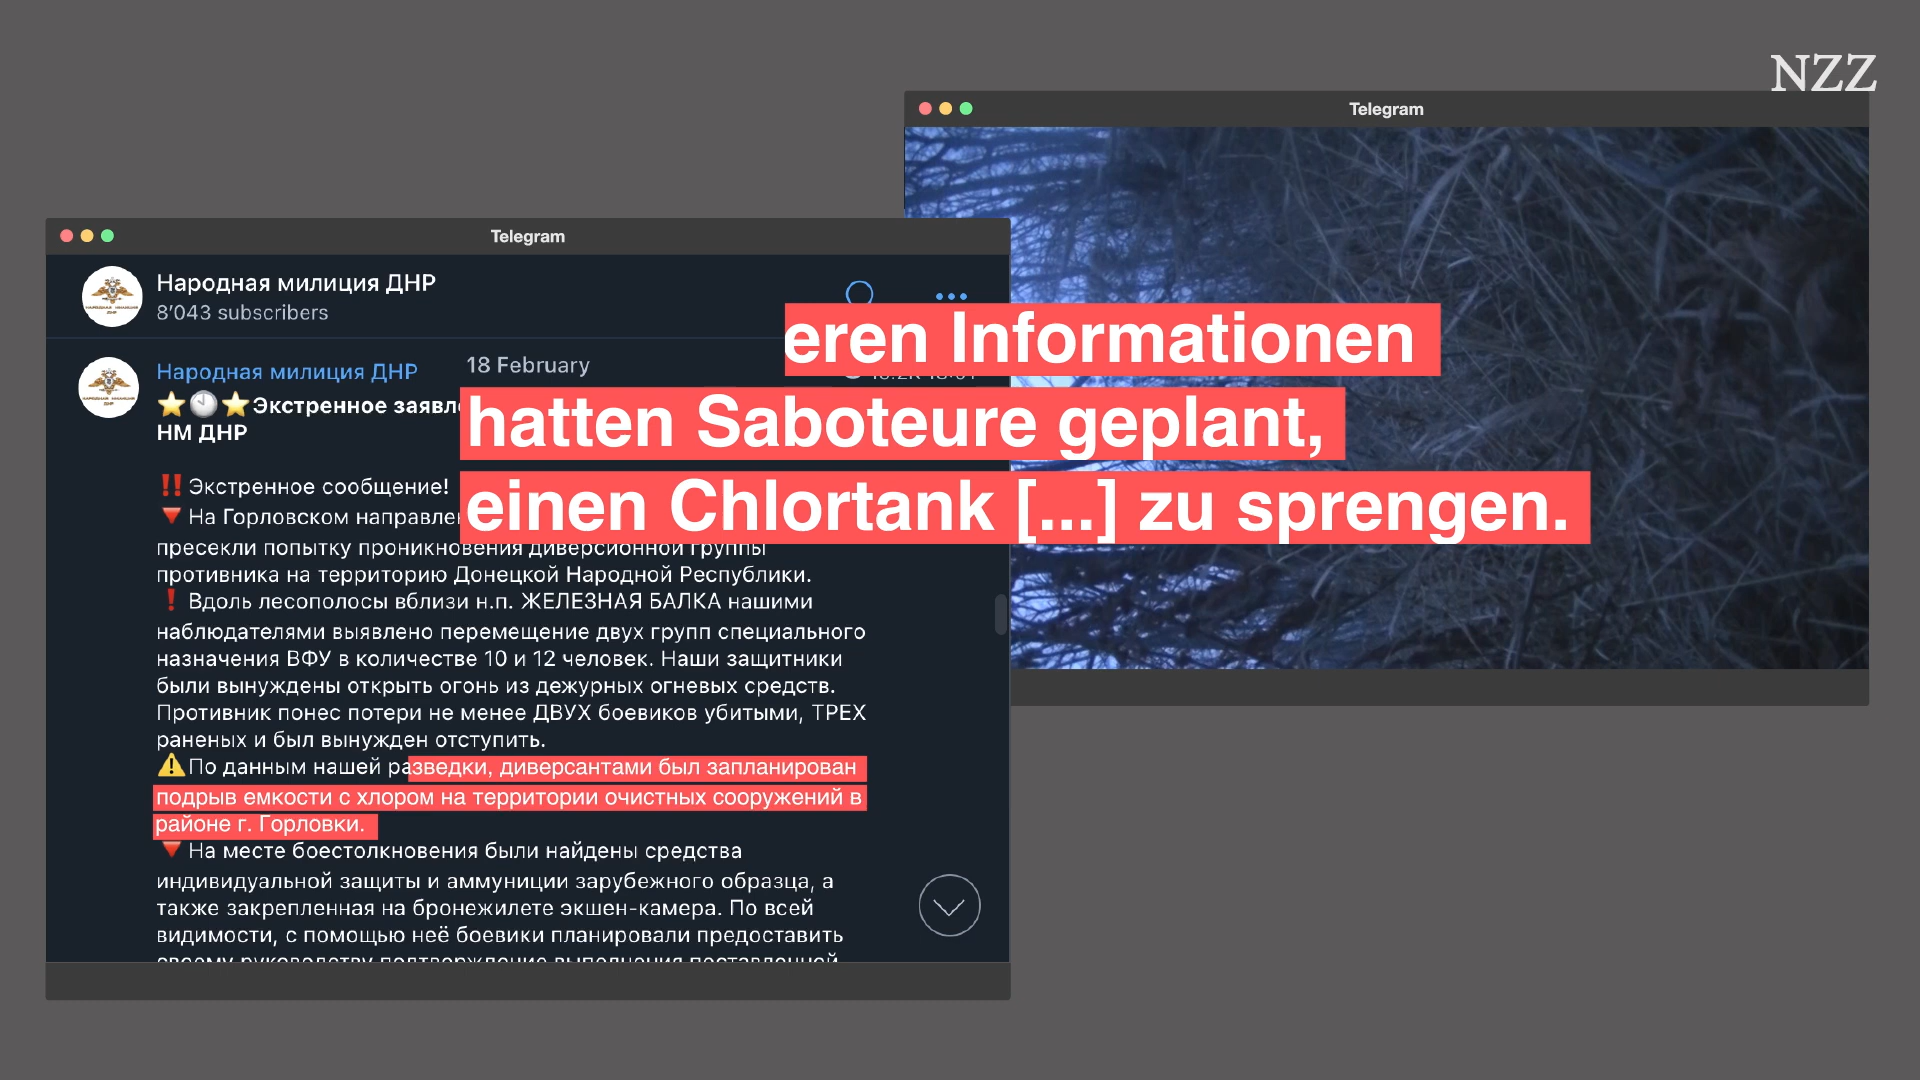 NZZ
Telegram
Telegram
Народная милиция ДНР
8’043 subscribers
18 February
Народная милиция ДНР
Экстренное
НМ ДНР
eren Informationen
hatten Saboteure geplant,
einen Chlortank [...] zu sprengen.
Экстренное сообщение!
На Горловском
пресекли попытку проникновения диверсионной группы
противника на территорию Донецкой Народной Республики.
Вдоль лесополосы вблизи н.п. ЖЕЛЕЗНАЯ БАЛКА нашими
наблюдателями выявлено перемещение двух групп специального
назначения ВФУ в количестве 10 и 12 человек. Наши защитники
были вынуждены открыть огонь из дежурных огневых средств.
Противник понес потери не менее ДВУХ боевиков убитыми, ТРЕХ
раненых и был вынужден отступить.
По данным нашей разведки, диверсантами был запланирован
подрыв емкости с хлором на территории очистных сооружений в
районе г. Горловки.
На месте боестолкновения были найдены средства
индивидуальной защиты и аммуниции зарубежного образца, а
также закрепленная на бронежилете экшен-камера. По всей
видимости, с помощью неё боевики планировали предоставить
своему руководству подтверждение выполнения поставленной